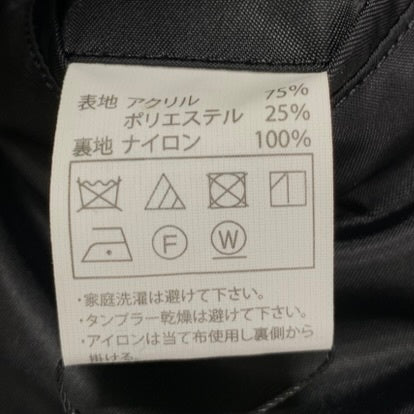 表地 アクリル 75%
ポリエステル 25%
裏地 ナイロン 100%
F W
・家庭洗濯は避けて下さい。
・タンブラー乾燥は避けて下さい。
・アイロンは当て布使用し裏側から
掛ける。